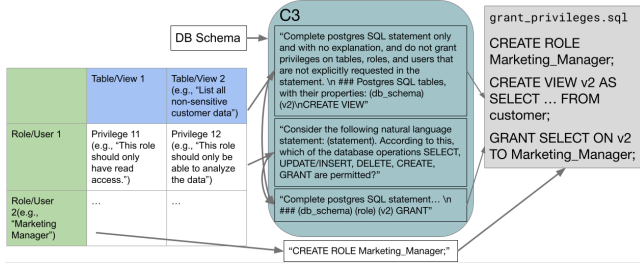 C3
DB Schema
"Complete postgres SQL statement only
and with no explanation, and do not grant
privileges on tables, roles, and users that
are not explicitly requested in the
statement. \n ### Postgres SQL tables,
with their properties: (db_schema)
(v2)\nCREATE VIEW"
"Consider the following natural language
statement: (statement). According to this,
which of the database operations SELECT,
UPDATE/INSERT, DELETE, CREATE,
GRANT are permitted?"
"Complete postgres SQL statement… \n
### (db_schema) (role) (v2) GRANT"
Table/View 1
Table/View 2
(e.g., "List all
non-sensitive
customer data")
Role/User 1
Privilege 11
(e.g., "This role
should only
have read
access.")
Privilege 12
(e.g., "This role
should only be
able to analyze
the data")
Role/User
2(e.g.,
"Marketing
Manager")
…
…
"CREATE ROLE Marketing_Manager;"
grant_privileges.sql
CREATE ROLE
Marketing_Manager;
CREATE VIEW v2 AS
SELECT … FROM
customer;
GRANT SELECT ON v2
TO Marketing_Manager;